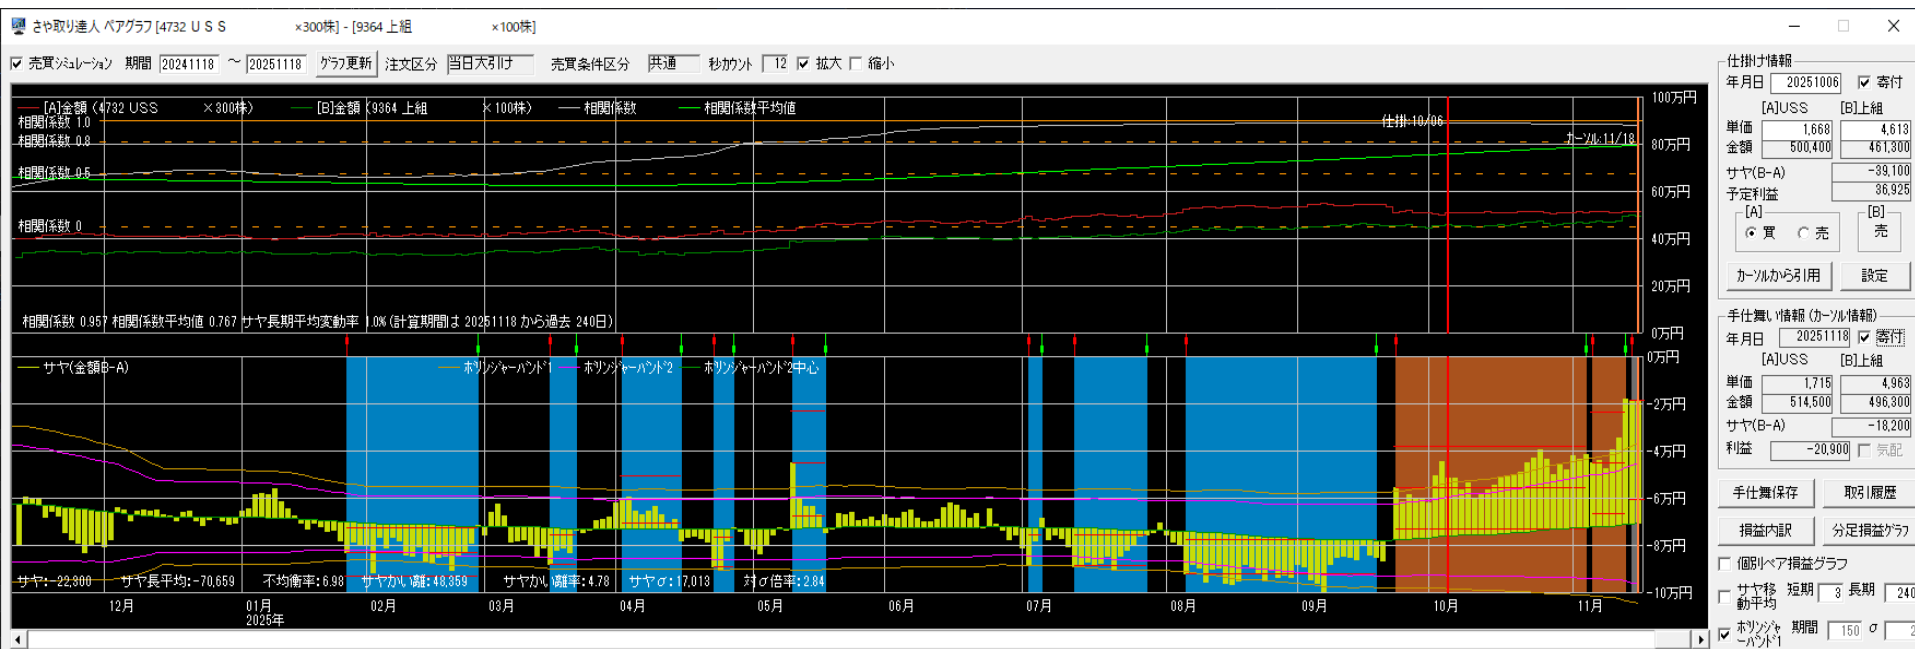 さや取り達人 ペアグラフ [4732 ＵＳＳ ×300株] - [9364 上組 ×100株]
売買ｼﾐｭﾚｰｼｮﾝ 期間 20241118 ～ 20251118 ｸﾞﾗﾌ更新 注文区分 当日大引け 売買条件区分 共通 秒ｶｳﾝﾄ 12 拡大 縮小
[A]金額 (4732 USS ×300株) [B]金額 (9364 上組 ×100株) 相関係数 相関係数平均値
相関係数 1.0
相関係数 0.8
相関係数 0.5
相関係数 0
仕掛:10/06
ｶｰｿﾙ:11/18
100万円
80万円
60万円
40万円
20万円
0万円
相関係数 0.957 相関係数平均値 0.767 サヤ長期平均変動率 1.0% (計算期間は 20251118 から過去 240日)
サヤ(金額B-A) ﾎﾞﾘﾝｼﾞｬｰﾊﾞﾝﾄﾞ1 ﾎﾞﾘﾝｼﾞｬｰﾊﾞﾝﾄﾞ2 ﾎﾞﾘﾝｼﾞｬｰﾊﾞﾝﾄﾞ2中心
0万円
-2万円
-4万円
-6万円
-8万円
-10万円
サヤ:-22,300 サヤ長平均:-70,659 不均衡率:6.98 サヤかい離:48,359 サヤかい離率:4.78 サヤσ:17,013 対σ倍率:2.84
12月 01月 02月 03月 04月 05月 06月 07月 08月 09月 10月 11月
2025年
仕掛け情報
年月日 20251006 寄付
[A]USS [B]上組
単価 1,668 4,613
金額 500,400 461,300
サヤ(B-A) -39,100
予定利益 36,925
[A] [B]
買 売 売
ｶｰｿﾙから引用 設定
手仕舞い情報 (ｶｰｿﾙ情報)
年月日 20251118 寄付
[A]USS [B]上組
単価 1,715 4,963
金額 514,500 496,300
サヤ(B-A) -18,200
利益 -20,900 気配
手仕舞保存 取引履歴
損益内訳 分足損益ｸﾞﾗﾌ
個別ペア損益グラフ
サヤ移動平均 短期 3 長期 240
ﾎﾞﾘﾝｼﾞｬｰﾊﾞﾝﾄﾞ1 期間 150 σ 2